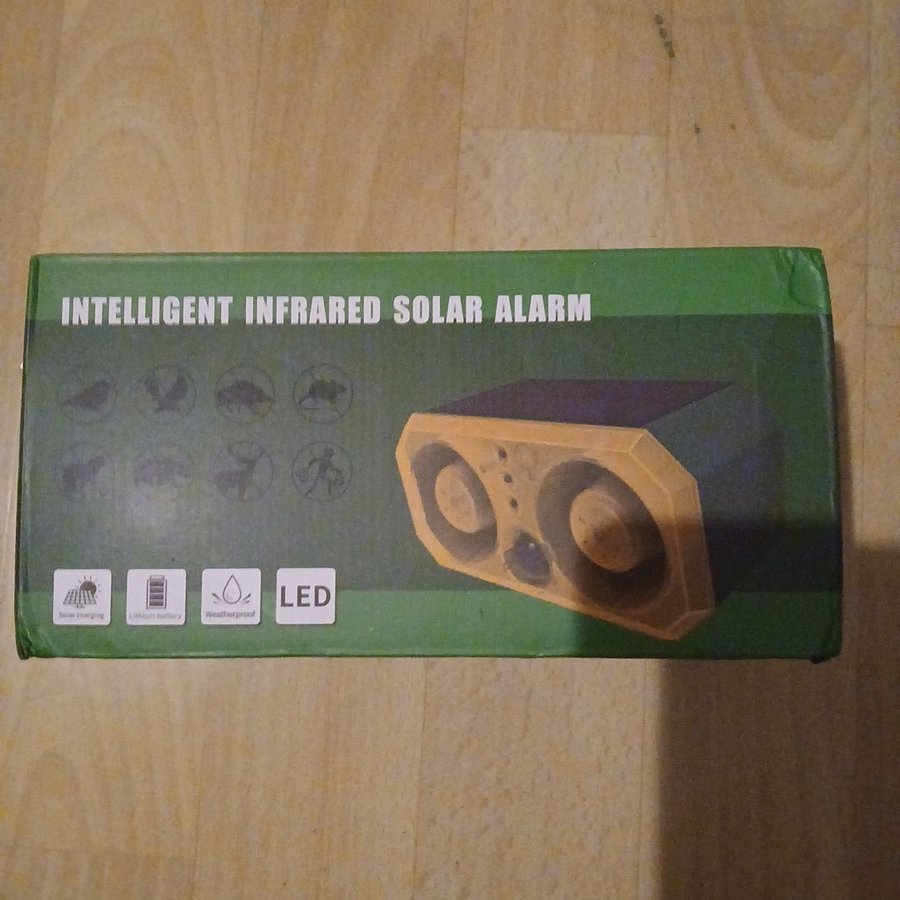 INTELLIGENT INFRARED SOLAR ALARM
Solar charging
Lithium battery
Weatherproof
LED